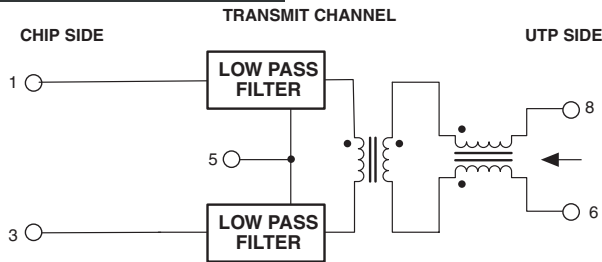 TRANSMIT CHANNEL
CHIP SIDE
UTP SIDE
LOW PASS
FILTER
1
8
5
3
LOW PASS
FILTER
6